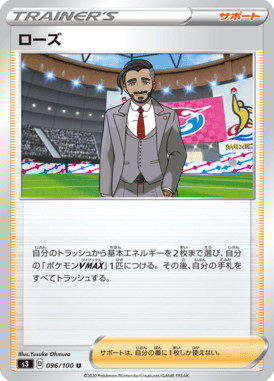 TRAINER'S サポート
ローズ
自分のトラッシュから基本エネルギーを2枚まで選び、自分
の「ポケモンVMAX」1匹につける。その後、自分の手札を
すべてトラッシュする。
Illus.Yusuke Ohmura
S3 D 096/100 U
©2020 Pokémon/Nintendo/Creatures/GAME FREAK.
サポートは、自分の番に1枚しか使えない。